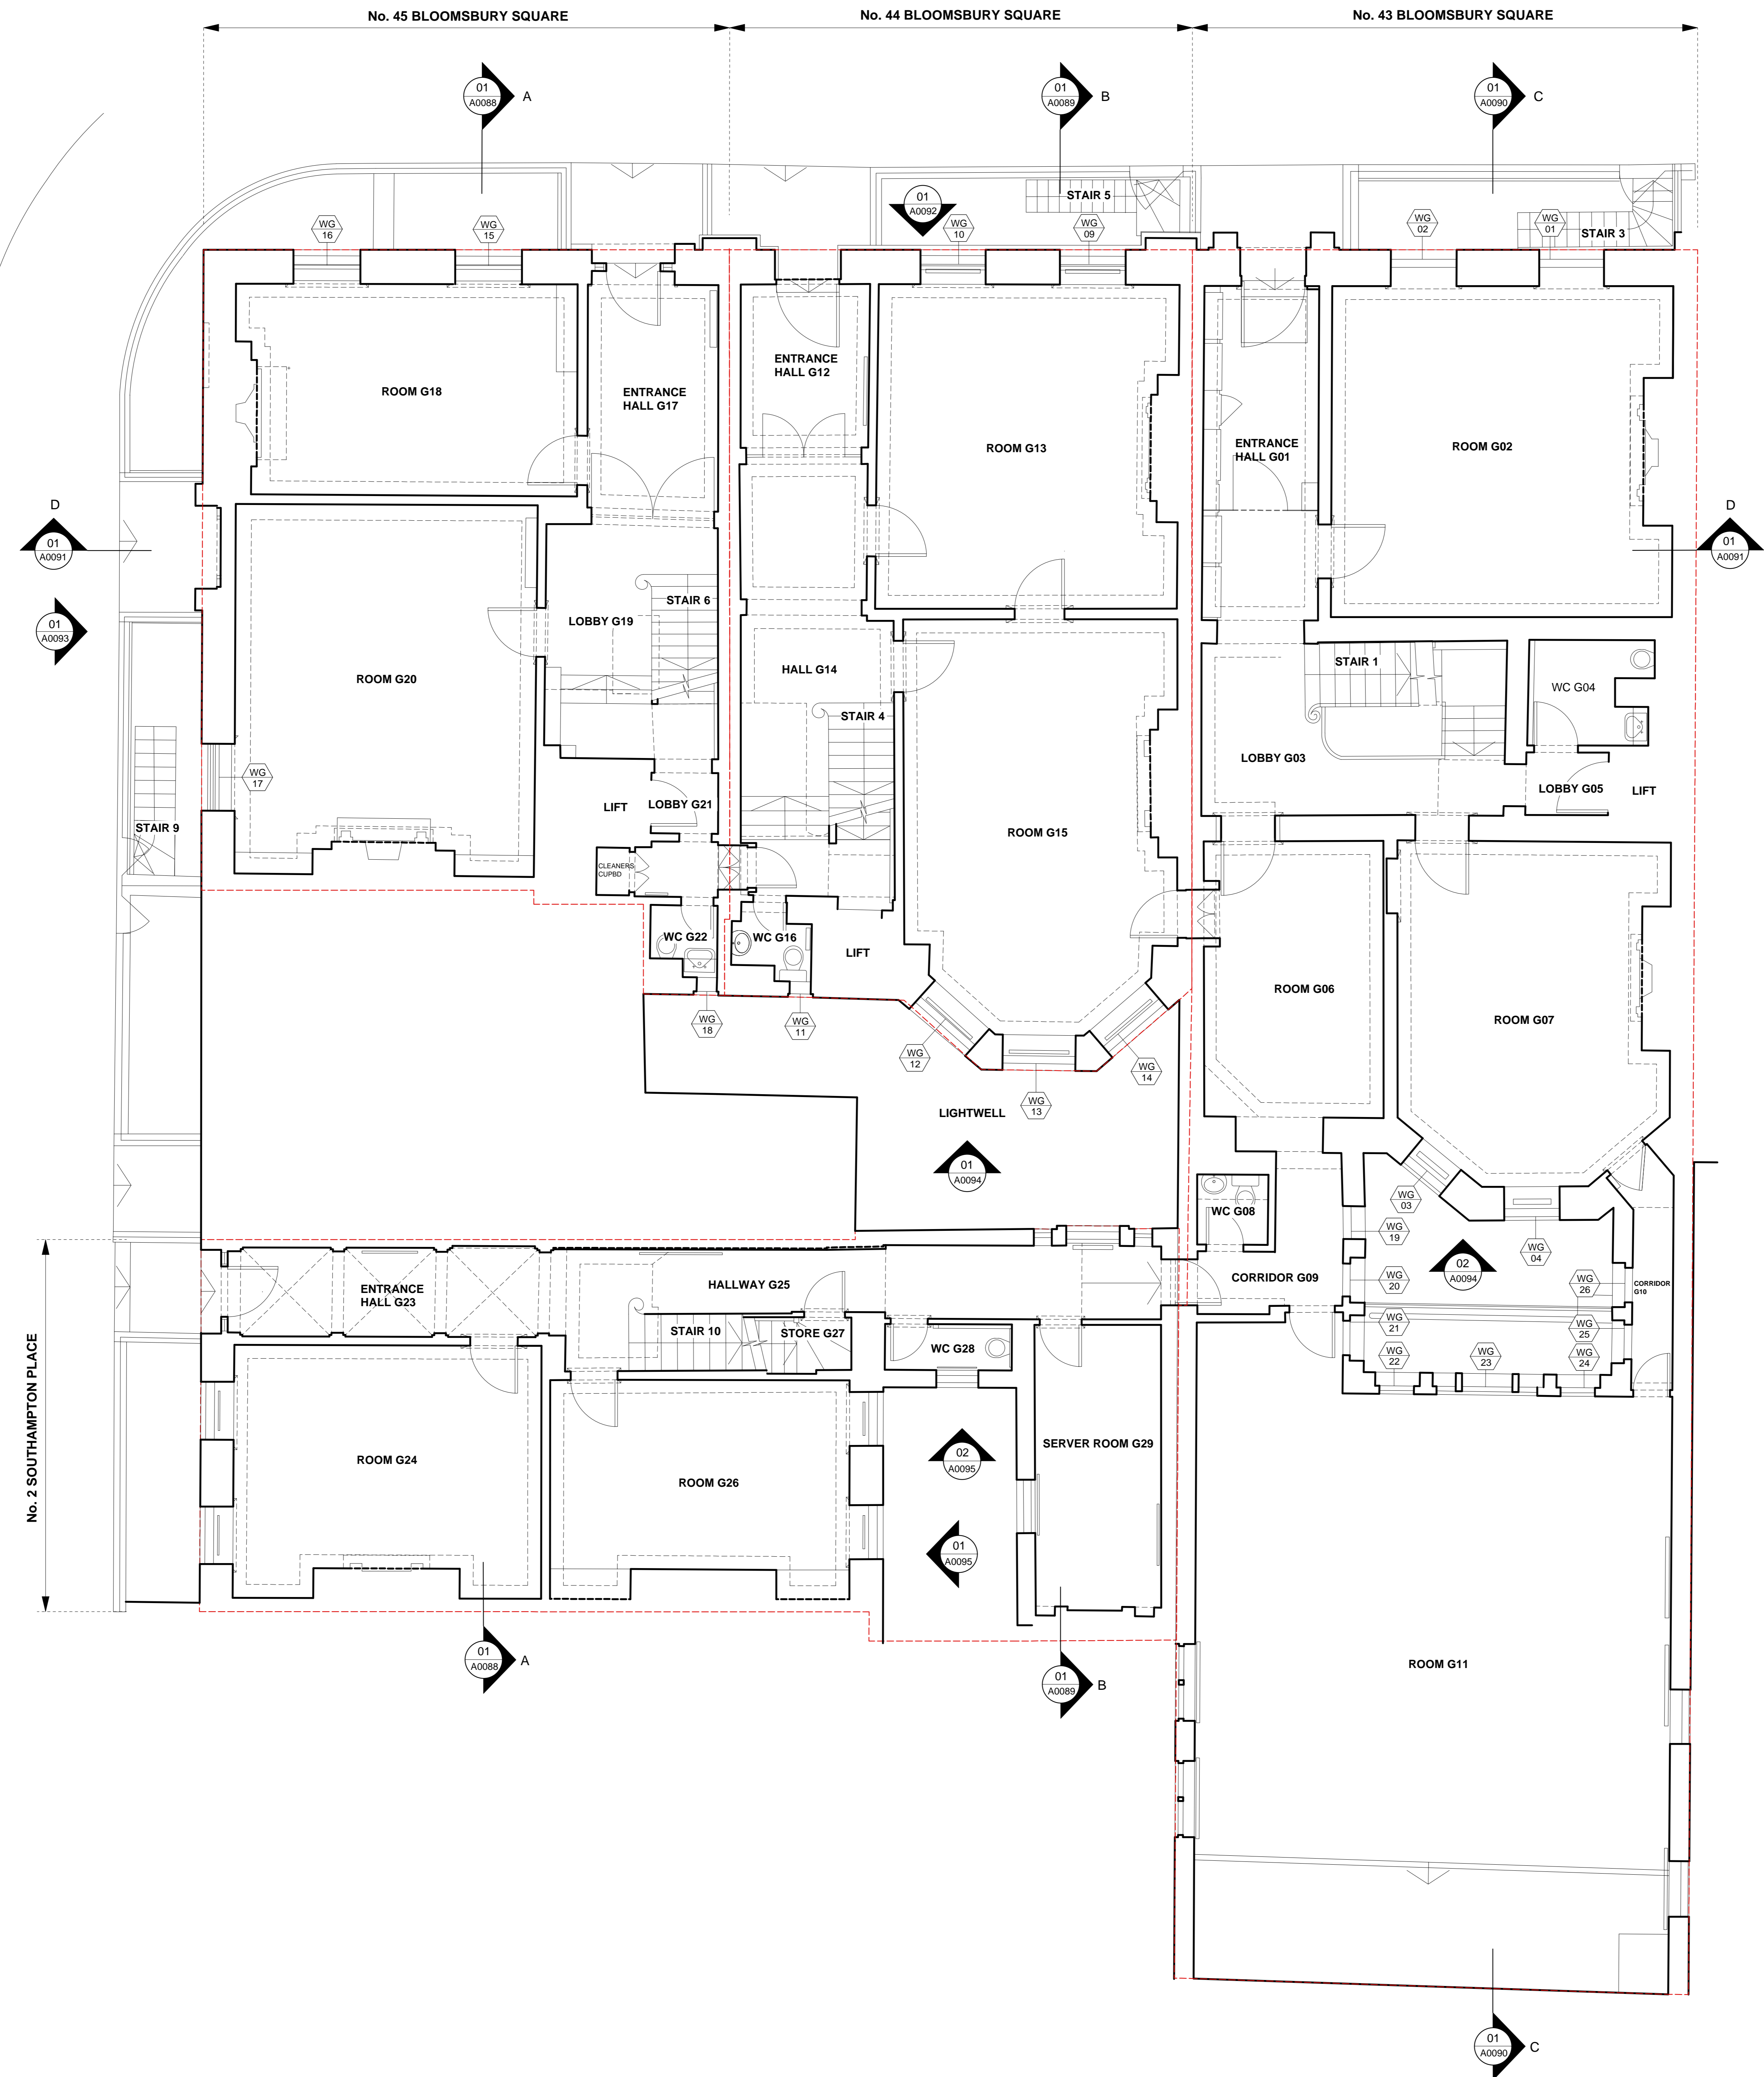 No. 45 BLOOMSBURY SQUARE
No. 44 BLOOMSBURY SQUARE
No. 43 BLOOMSBURY SQUARE
01
A0088
A
01
A0089
B
01
A0090
C
STAIR 5
01
A0092
WG
16
WG
15
WG
10
WG
09
WG
02
WG
01
STAIR 3
ENTRANCE
HALL G12
ROOM G18
ENTRANCE
HALL G17
ROOM G13
ENTRANCE
HALL G01
ROOM G02
D
01
A0091
D
01
A0091
01
A0093
STAIR 6
LOBBY G19
ROOM G20
HALL G14
STAIR 4
STAIR 1
WC G04
LOBBY G03
WG
17
LIFT
LOBBY G21
LOBBY G05
LIFT
STAIR 9
ROOM G15
CLEANERS
CUPBD
WC G22
WC G16
LIFT
ROOM G06
ROOM G07
WG
18
WG
11
WG
12
WG
14
WG
13
LIGHTWELL
01
A0094
WG
03
WC G08
WG
19
WG
04
02
A0094
ENTRANCE
HALL G23
HALLWAY G25
CORRIDOR G09
WG
20
WG
26
CORRIDOR
G10
STAIR 10
STORE G27
WC G28
WG
21
WG
25
WG
22
WG
23
WG
24
No. 2 SOUTHAMPTON PLACE
ROOM G24
ROOM G26
02
A0095
SERVER ROOM G29
01
A0095
01
A0088
A
01
A0089
B
ROOM G11
01
A0090
C